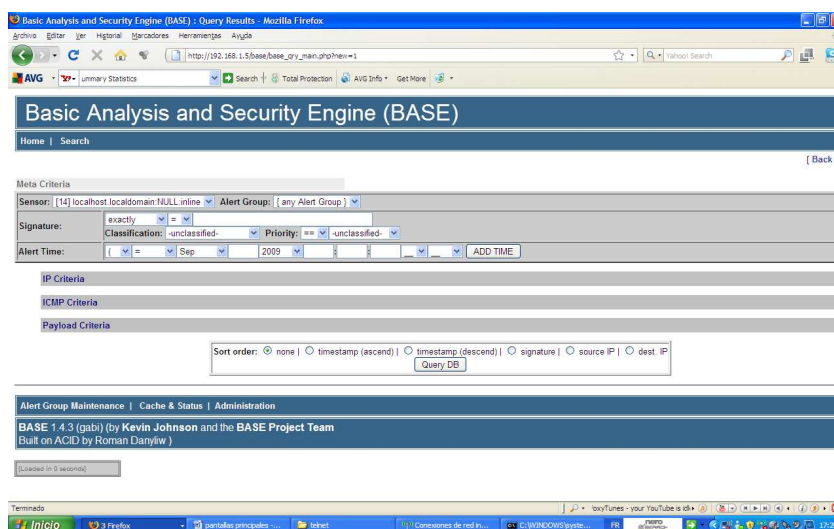 Basic Analysis and Security Engine (BASE) : Query Results - Mozilla Firefox
Archivo Editar Ver Historial Marcadores Herramientas Ayuda
http://192.168.1.5/base/base_qry_main.php?new=1 Yahoo! Search
AVG ummary Statistics Search Total Protection AVG Info Get More
Basic Analysis and Security Engine (BASE)
Home | Search
[ Back
Meta Criteria
Sensor: [14] localhost.localdomain:NULL:inline Alert Group: { any Alert Group }
Signature: exactly =
Classification: -unclassified- Priority: == -unclassified-
Alert Time: ( = Sep 2009 : : __ __ ADD TIME
IP Criteria
ICMP Criteria
Payload Criteria
Sort order: none | timestamp (ascend) | timestamp (descend) | signature | source IP | dest. IP
Query DB
Alert Group Maintenance | Cache & Status | Administration
BASE 1.4.3 (gabi) (by Kevin Johnson and the BASE Project Team
Built on ACID by Roman Danyliw )
[Loaded in 0 seconds]
Terminado oxyTunes - your YouTube is idle
Inicio 3 Firefox pantallas principales -... telnet Conexiones de red in... C:\WINDOWS\syste... FR nero